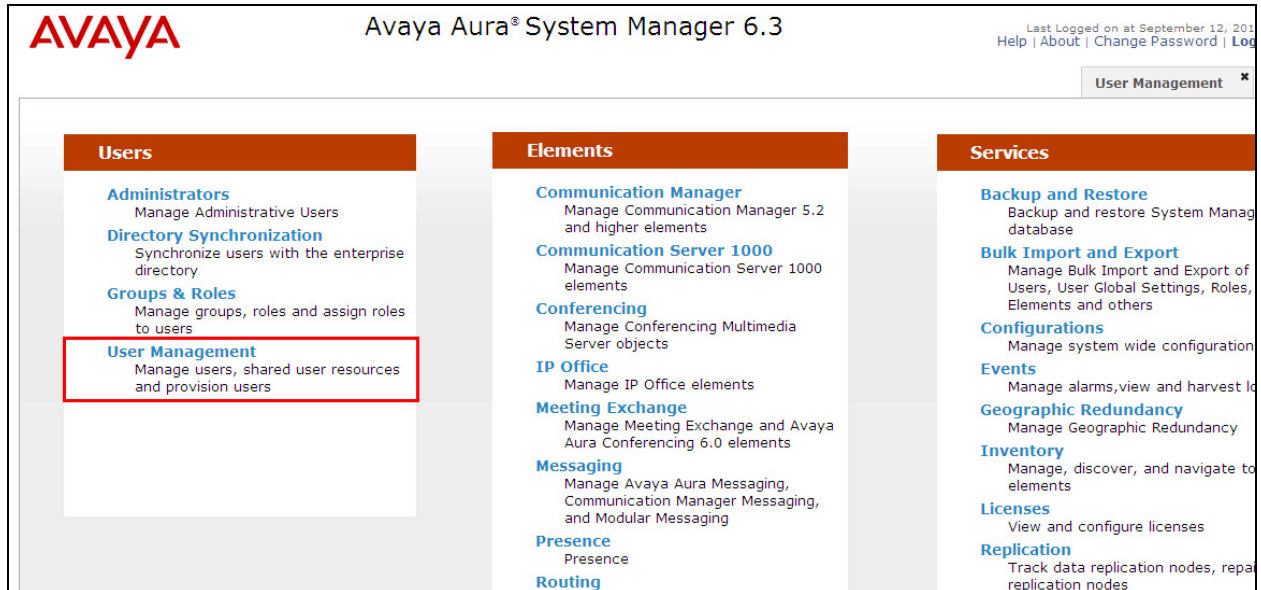 AVAYA
Avaya Aura® System Manager 6.3
Last Logged on at September 12, 201
Help | About | Change Password | Log
User Management ×
Users
Administrators
Manage Administrative Users
Directory Synchronization
Synchronize users with the enterprise
directory
Groups & Roles
Manage groups, roles and assign roles
to users
User Management
Manage users, shared user resources
and provision users
Elements
Communication Manager
Manage Communication Manager 5.2
and higher elements
Communication Server 1000
Manage Communication Server 1000
elements
Conferencing
Manage Conferencing Multimedia
Server objects
IP Office
Manage IP Office elements
Meeting Exchange
Manage Meeting Exchange and Avaya
Aura Conferencing 6.0 elements
Messaging
Manage Avaya Aura Messaging,
Communication Manager Messaging,
and Modular Messaging
Presence
Presence
Routing
Services
Backup and Restore
Backup and restore System Manag
database
Bulk Import and Export
Manage Bulk Import and Export of
Users, User Global Settings, Roles,
Elements and others
Configurations
Manage system wide configuration
Events
Manage alarms,view and harvest lo
Geographic Redundancy
Manage Geographic Redundancy
Inventory
Manage, discover, and navigate to
elements
Licenses
View and configure licenses
Replication
Track data replication nodes, repai
replication nodes